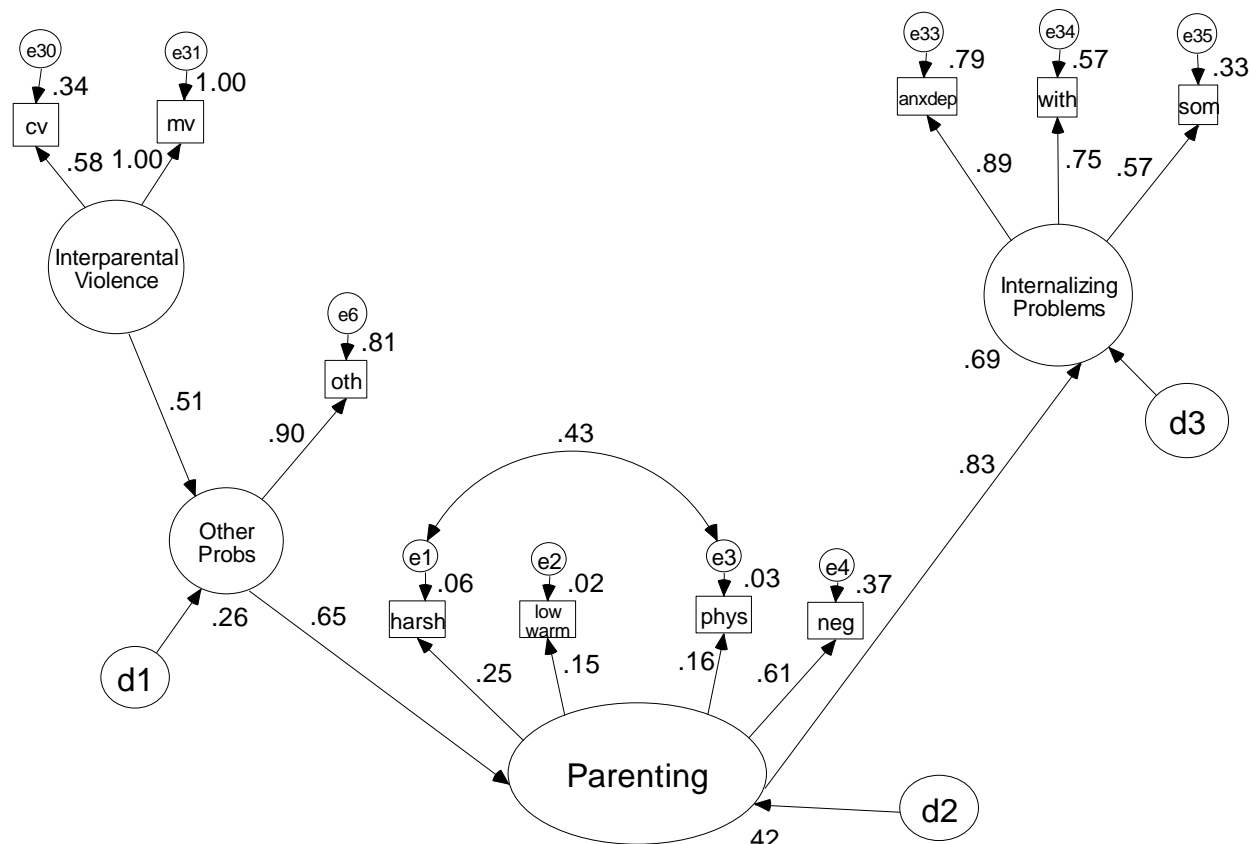 e30
e31
e33
e34
e35
.34
1.00
.79
.57
.33
cv
mv
anxdep
with
som
.58
1.00
.89
.75
.57
Interparental
Violence
Internalizing
Problems
e6
.81
.69
oth
.51
d3
.90
.43
.83
Other
Probs
e1
e2
e3
e4
.06
.02
.03
.37
harsh
low
warm
phys
neg
.26
.65
.25
.15
.16
.61
d1
Parenting
d2
.42